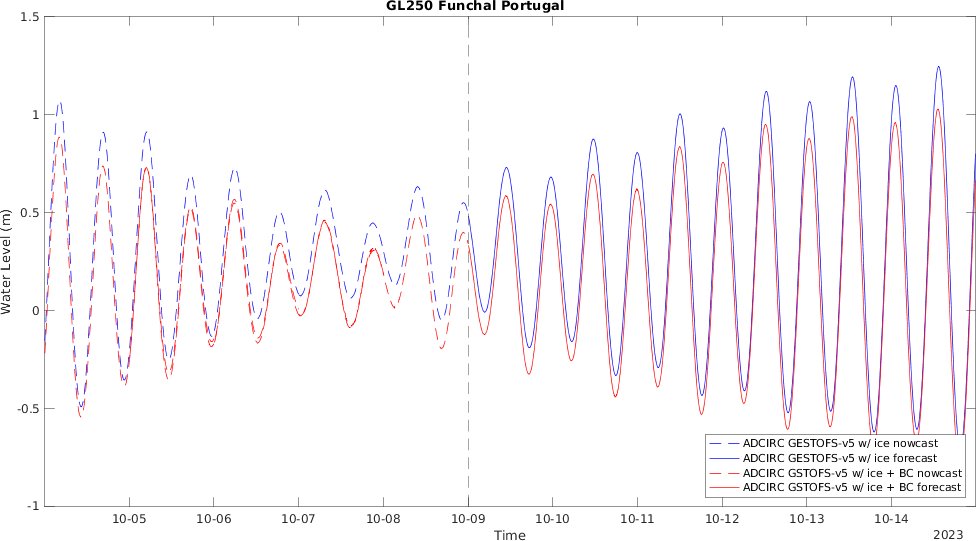 GL250 Funchal Portugal
1.5
1
0.5
0
-0.5
-1
Water Level (m)
10-05 10-06 10-07 10-08 10-09 10-10 10-11 10-12 10-13 10-14
Time
2023
ADCIRC GESTOFS-v5 w/ ice nowcast
ADCIRC GESTOFS-v5 w/ ice forecast
ADCIRC GSTOFS-v5 w/ ice + BC nowcast
ADCIRC GSTOFS-v5 w/ ice + BC forecast